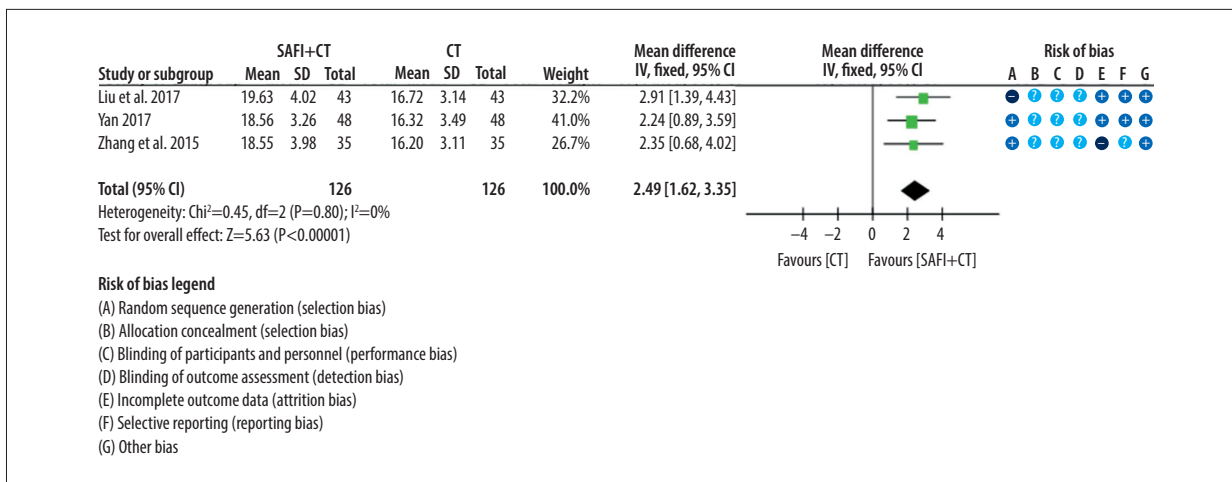 SAFI+CT CT Mean difference Mean difference Risk of bias
Study or subgroup Mean SD Total Mean SD Total Weight IV, fixed, 95% CI IV, fixed, 95% CI A B C D E F G
Liu et al. 2017 19.63 4.02 43 16.72 3.14 43 32.2% 2.91 [1.39, 4.43] − ? ? ? + + +
Yan 2017 18.56 3.26 48 16.32 3.49 48 41.0% 2.24 [0.89, 3.59] + ? ? ? + + +
Zhang et al. 2015 18.55 3.98 35 16.20 3.11 35 26.7% 2.35 [0.68, 4.02] + ? ? ? − ? +
Total (95% CI) 126 126 100.0% 2.49 [1.62, 3.35]
Heterogeneity: Chi²=0.45, df=2 (P=0.80); I²=0%
Test for overall effect: Z=5.63 (P<0.00001)
−4 −2 0 2 4
Favours [CT] Favours [SAFI+CT]
Risk of bias legend
(A) Random sequence generation (selection bias)
(B) Allocation concealment (selection bias)
(C) Blinding of participants and personnel (performance bias)
(D) Blinding of outcome assessment (detection bias)
(E) Incomplete outcome data (attrition bias)
(F) Selective reporting (reporting bias)
(G) Other bias